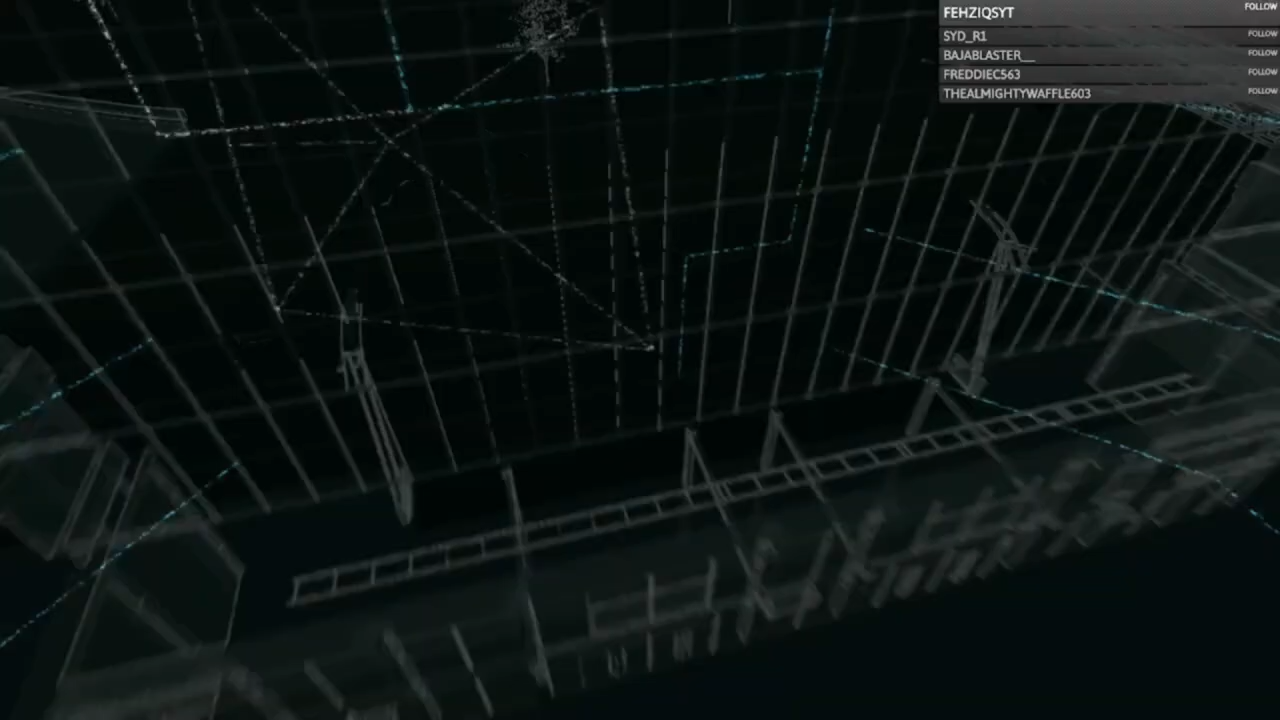 FEHZIQSYT FOLLOW
SYD_R1 FOLLOW
BAJABLASTER__ FOLLOW
FREDDIEC563 FOLLOW
THEALMIGHTYWAFFLE603 FOLLOW